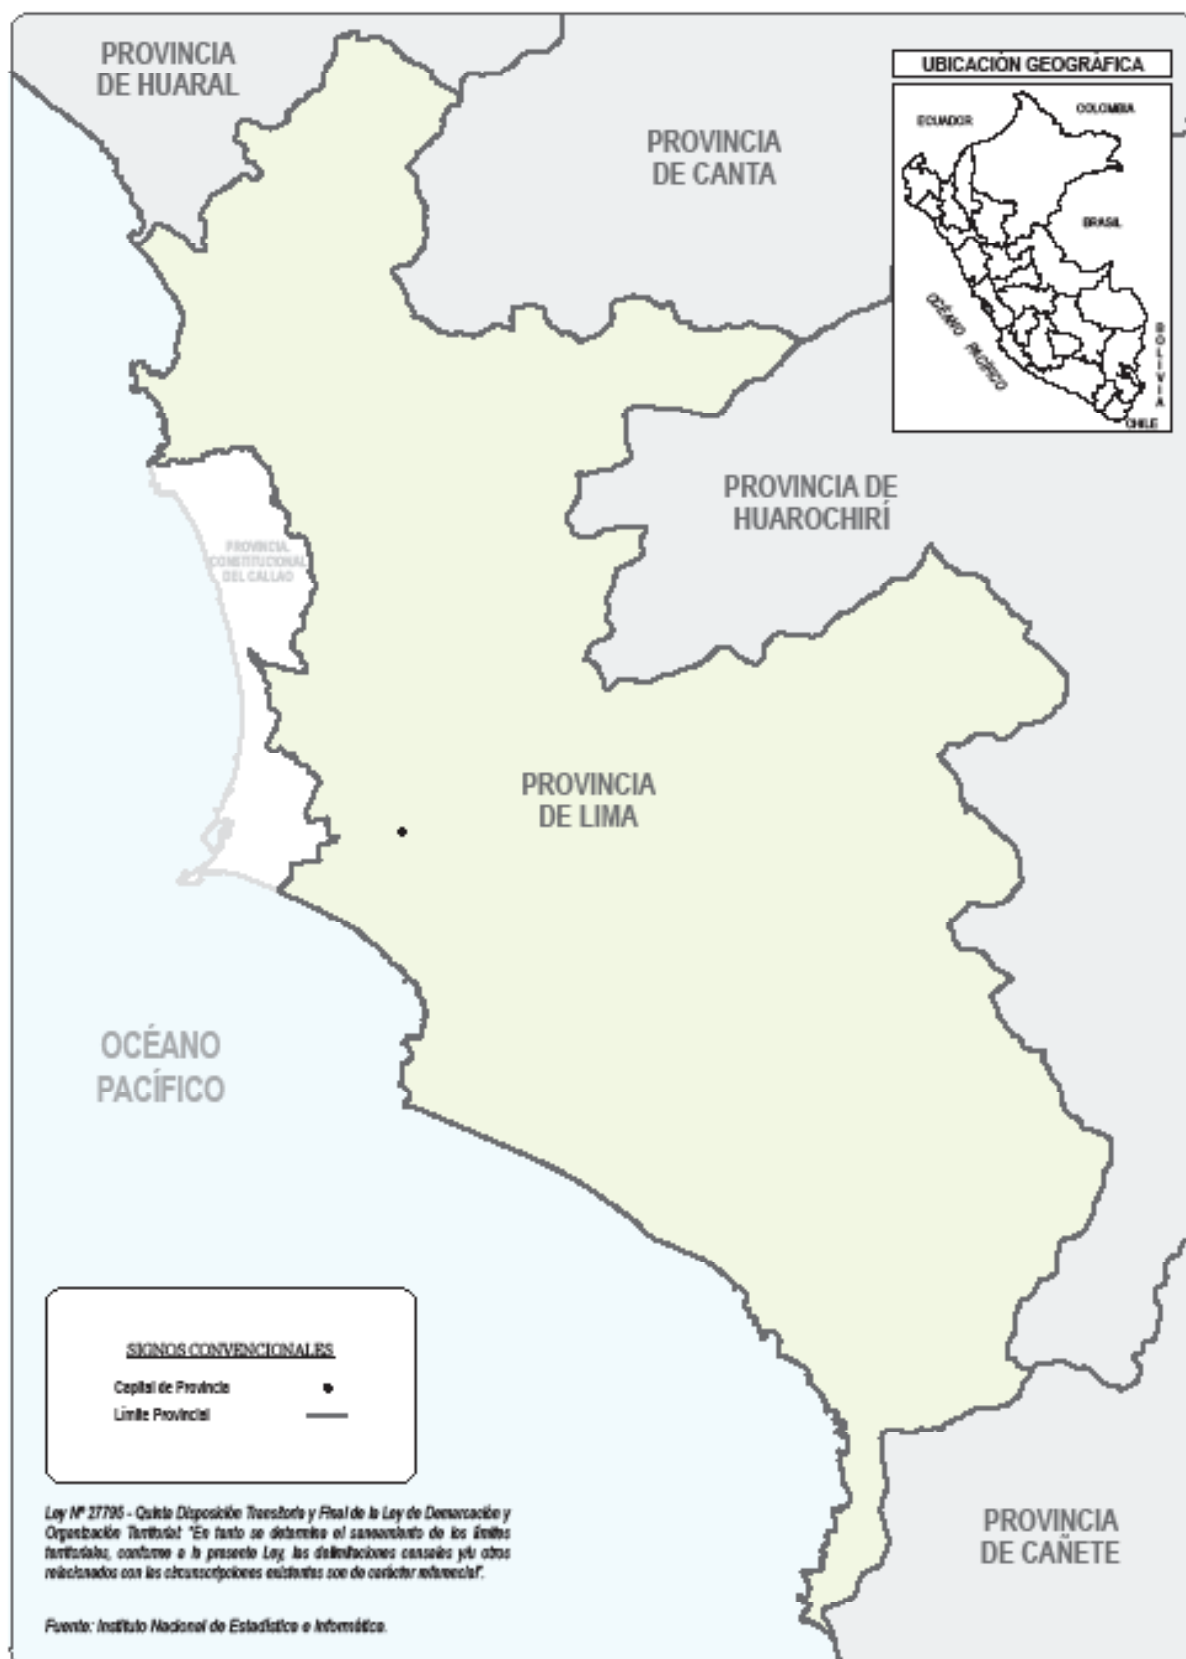 PROVINCIA
DE HUARAL
PROVINCIA
DE CANTA
UBICACIÓN GEOGRÁFICA
ECUADOR
COLOMBIA
BRASIL
OCÉANO PACÍFICO
BOLIVIA
CHILE
PROVINCIA DE
HUAROCHIRÍ
PROVINCIA
CONSTITUCIONAL
DEL CALLAO
PROVINCIA
DE LIMA
OCÉANO
PACÍFICO
SIGNOS CONVENCIONALES
Capital de Provincia
Límite Provincial
Ley Nº 27795 - Quinta Disposición Transitoria y Final de la Ley de Demarcación y
Organización Territorial: "En tanto se determina el saneamiento de los límites
territoriales, conforme a la presente Ley, las delimitaciones censales y/u otros
relacionados con las circunscripciones existentes son de carácter referencial".
Fuente: Instituto Nacional de Estadística e Informática.
PROVINCIA
DE CAÑETE